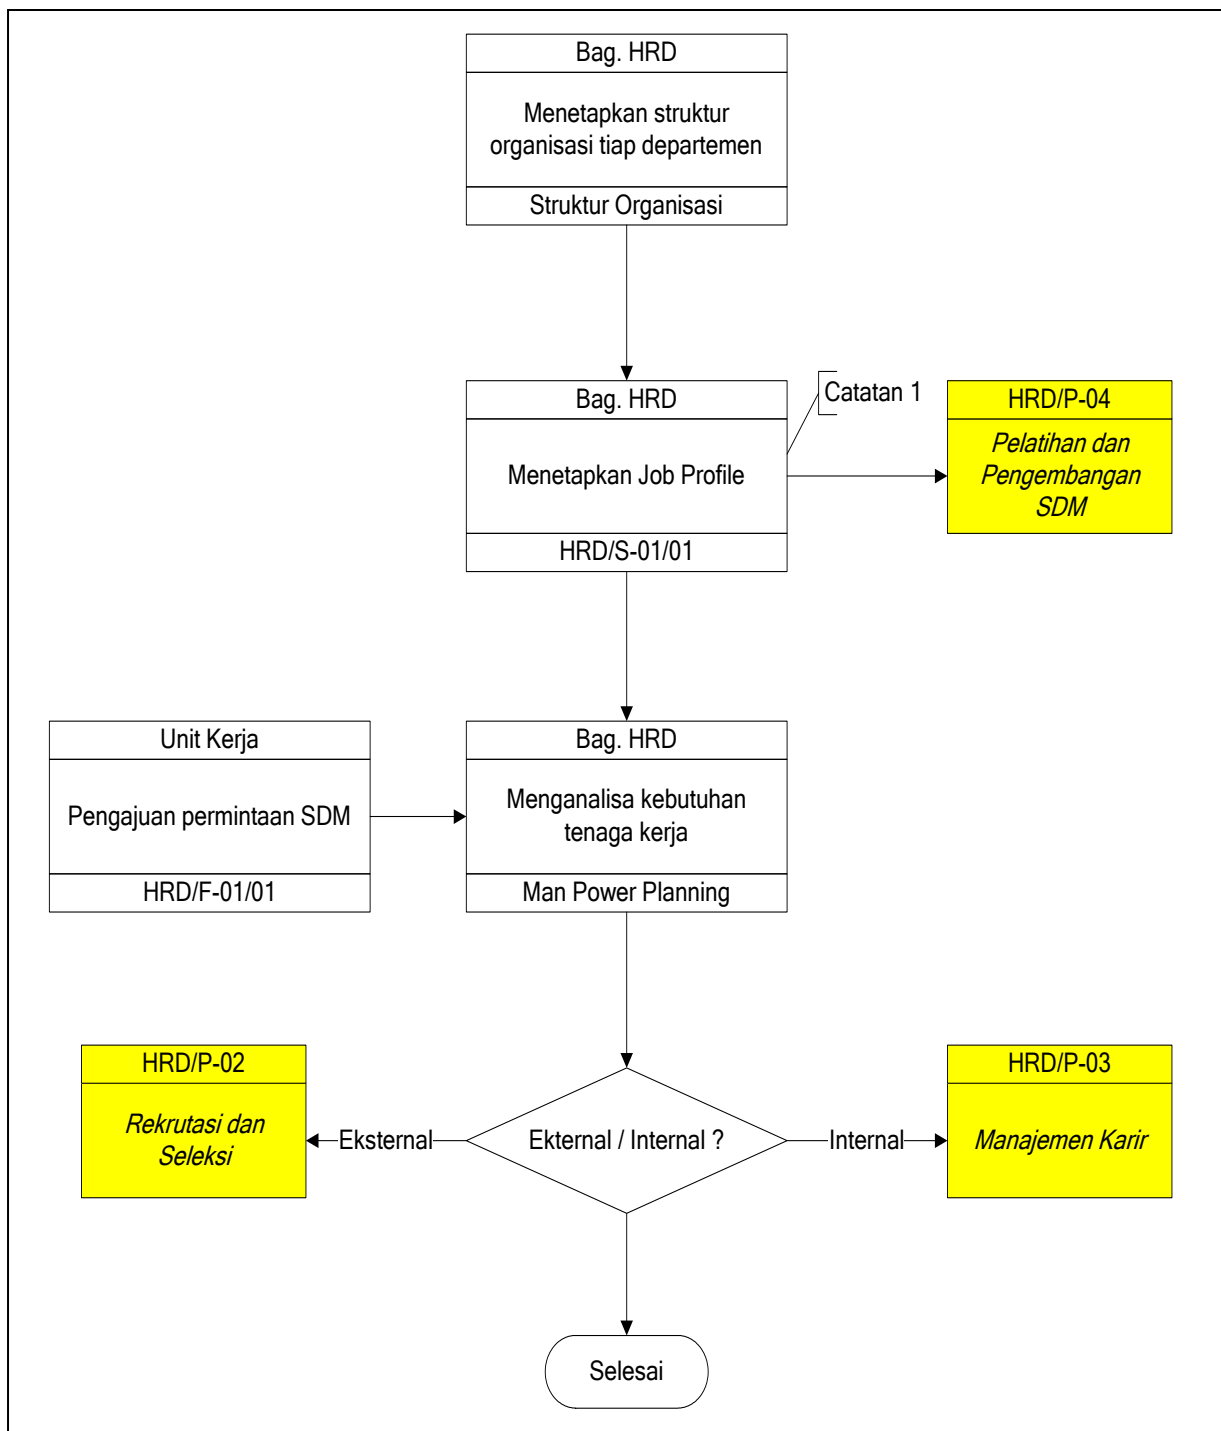 Bag. HRD
Menetapkan struktur
organisasi tiap departemen
Struktur Organisasi
Bag. HRD
Menetapkan Job Profile
HRD/S-01/01
Catatan 1
HRD/P-04
Pelatihan dan
Pengembangan
SDM
Unit Kerja
Pengajuan permintaan SDM
HRD/F-01/01
Bag. HRD
Menganalisa kebutuhan
tenaga kerja
Man Power Planning
HRD/P-02
Rekrutasi dan
Seleksi
Eksternal
Ekternal / Internal ?
Internal
HRD/P-03
Manajemen Karir
Selesai